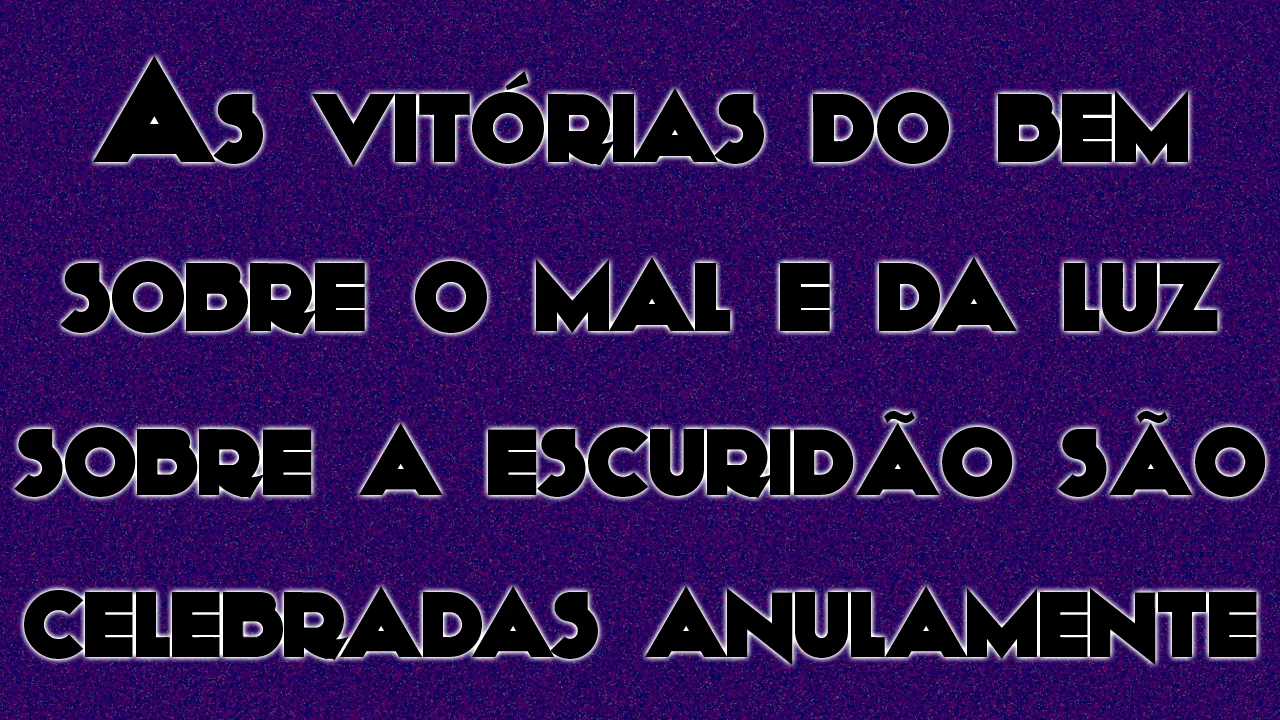 As vitórias do bem
sobre o mal e da luz
sobre a escuridão são
celebradas anulamente